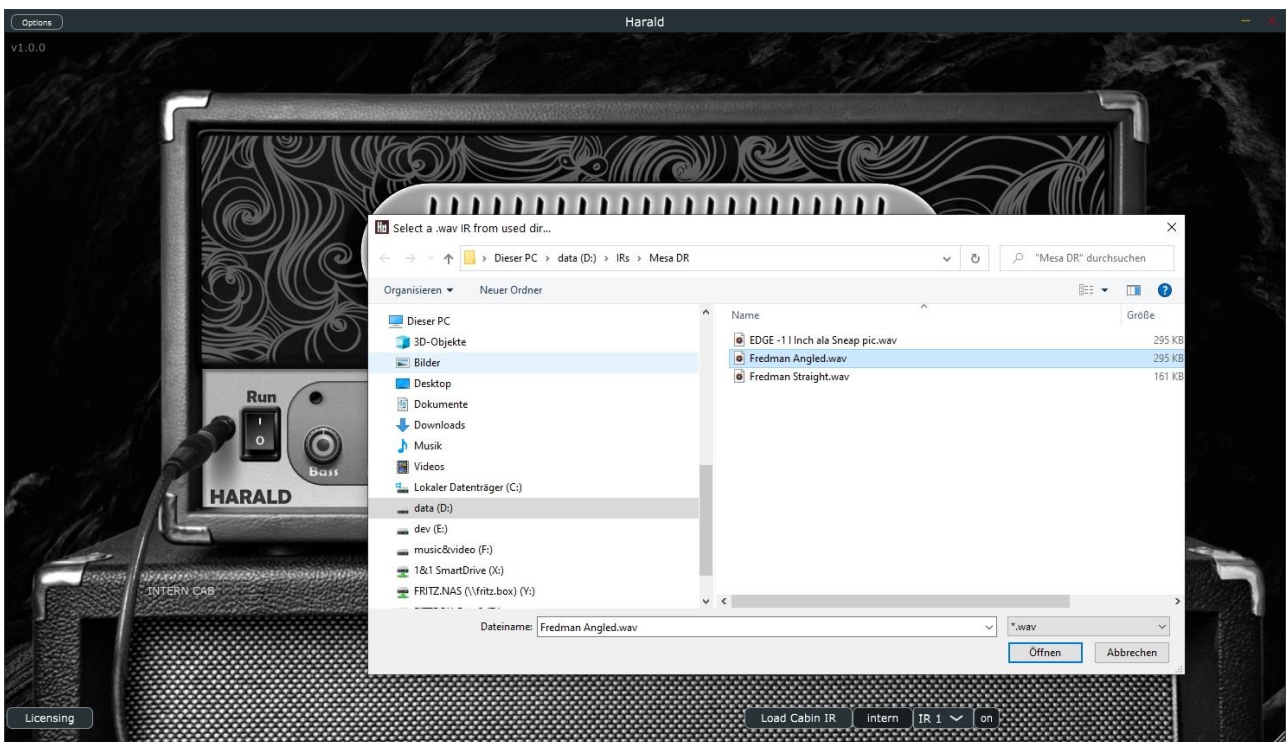 Options
Harald
v1.0.0
Select a .wav IR from used dir...
Dieser PC > data (D:) > IRs > Mesa DR
"Mesa DR" durchsuchen
Organisieren
Neuer Ordner
Dieser PC
3D-Objekte
Bilder
Desktop
Dokumente
Downloads
Musik
Videos
Lokaler Datenträger (C:)
data (D:)
dev (E:)
music&video (F:)
1&1 SmartDrive (X:)
FRITZ.NAS (\\fritz.box) (Y:)
Name Größe
EDGE -1 I Inch ala Sneap pic.wav 295 KB
Fredman Angled.wav 295 KB
Fredman Straight.wav 161 KB
Dateiname: Fredman Angled.wav
*.wav
Öffnen
Abbrechen
Run
I
O
Bass
HARALD
INTERN CAB
Licensing
Load Cabin IR
intern
IR 1
on